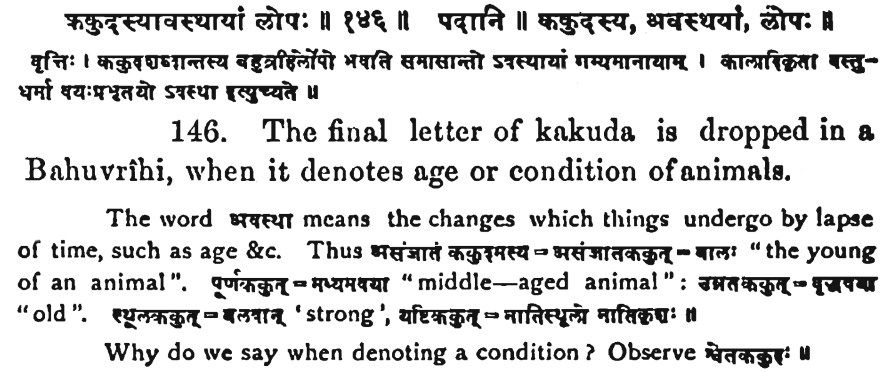 ककुदस्यावस्थायां लोपः ॥ १४६ ॥ पदानि ॥ ककुदस्य, अवस्थयां, लोपः ॥
वृत्तिः । ककुदशब्दान्तस्य बहुव्रीहेर्लोपो भवति समासान्तो ऽवस्थायां गम्यमानायाम् । कालादिकृता वस्तु-
धर्मा वयःप्रभृतयो ऽवस्था इत्युच्यते ॥
146. The final letter of kakuda is dropped in a
Bahuvrîhi, when it denotes age or condition of animals.
The word अवस्था means the changes which things undergo by lapse
of time, such as age &c. Thus असंजातं ककुदमस्य = असंजातककुत् = बालः "the young
of an animal". पूर्णककुत् = मध्यमवया "middle—aged animal" : उन्नतककुत् = वृद्धवया
"old". स्थूलककुत् = बलवान् 'strong', यष्टिककुत् = नातिस्थूलो नातिकृशः ॥
Why do we say when denoting a condition? Observe श्वेतककुदः ॥